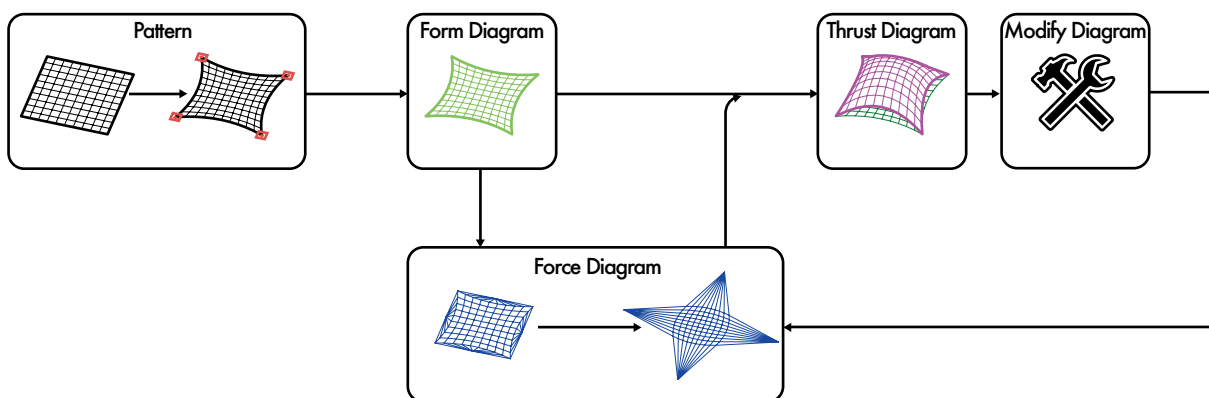 Pattern
Form Diagram
Thrust Diagram
Modify Diagram
Force Diagram